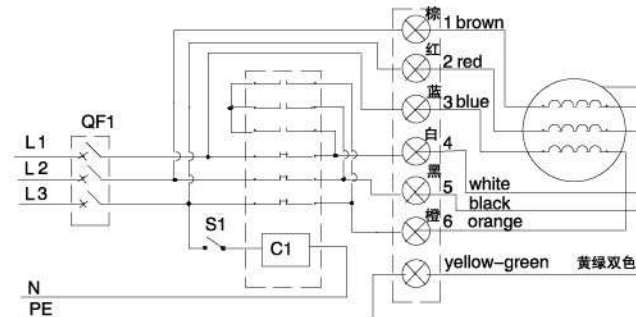 棕
1 brown
红
2 red
蓝
3 blue
白
4
white
黑
5
black
橙
6
orange
yellow-green
黄绿双色
QF1
L1
L2
L3
S1
C1
N
PE